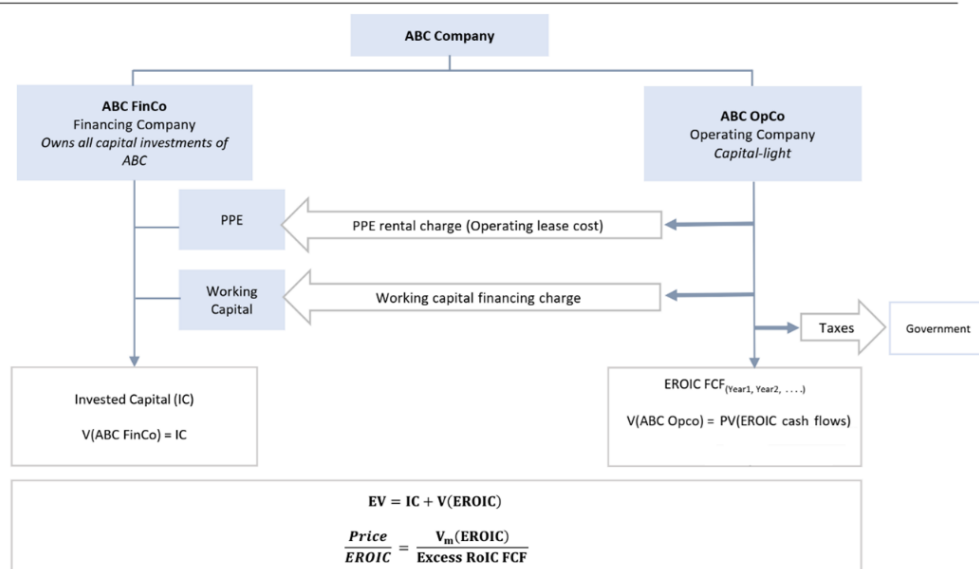 ABC Company
ABC FinCo
Financing Company
Owns all capital investments of
ABC
ABC OpCo
Operating Company
Capital-light
PPE
PPE rental charge (Operating lease cost)
Working
Capital
Working capital financing charge
Taxes
Government
Invested Capital (IC)
V(ABC FinCo) = IC
EROIC FCF(Year1, Year2, . . . .)
V(ABC Opco) = PV(EROIC cash flows)
EV = IC + V(EROIC)
Price / EROIC = Vm(EROIC) / Excess RoIC FCF